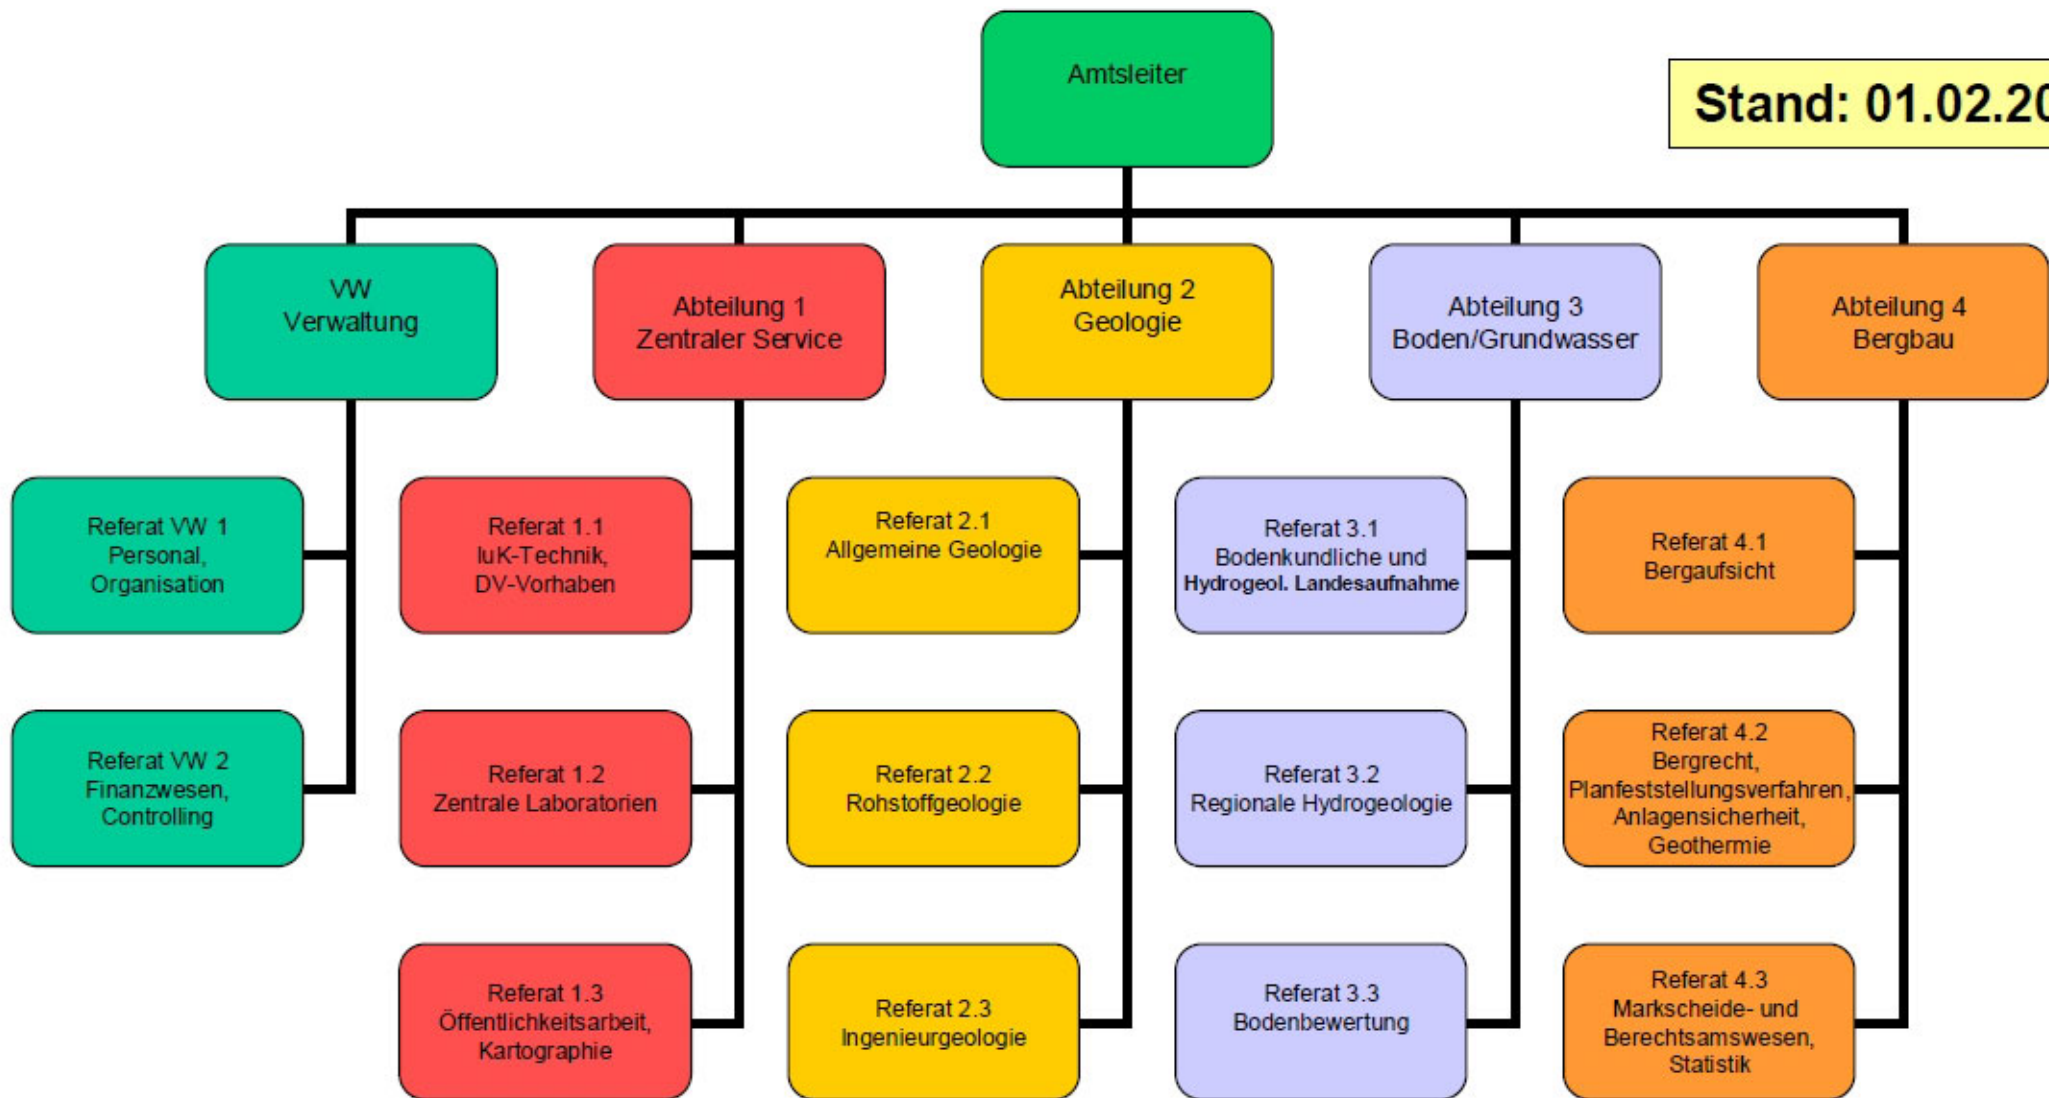 Amtsleiter
Stand: 01.02.20
VW
Verwaltung
Abteilung 1
Zentraler Service
Abteilung 2
Geologie
Abteilung 3
Boden/Grundwasser
Abteilung 4
Bergbau
Referat VW 1
Personal,
Organisation
Referat 1.1
IuK-Technik,
DV-Vorhaben
Referat 2.1
Allgemeine Geologie
Referat 3.1
Bodenkundliche und
Hydrogeol. Landesaufnahme
Referat 4.1
Bergaufsicht
Referat VW 2
Finanzwesen,
Controlling
Referat 1.2
Zentrale Laboratorien
Referat 2.2
Rohstoffgeologie
Referat 3.2
Regionale Hydrogeologie
Referat 4.2
Bergrecht,
Planfeststellungsverfahren,
Anlagensicherheit,
Geothermie
Referat 1.3
Öffentlichkeitsarbeit,
Kartographie
Referat 2.3
Ingenieurgeologie
Referat 3.3
Bodenbewertung
Referat 4.3
Markscheide- und
Berechtsamswesen,
Statistik